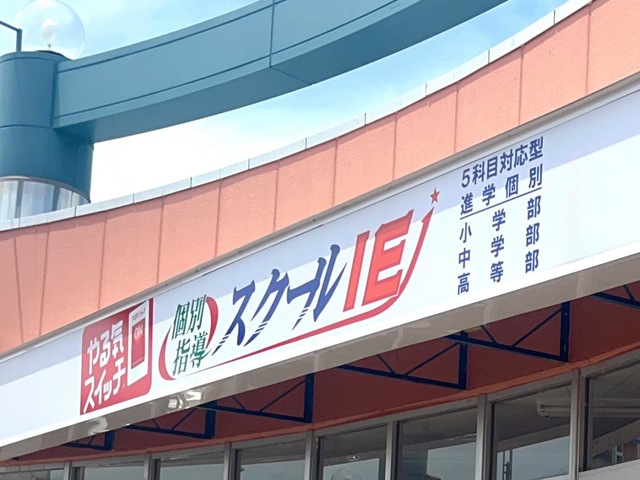 やる気
スイッチ
ON
個別
指導
スクールIE
5科目対応型
進学個別
小学部
中学部
高等部